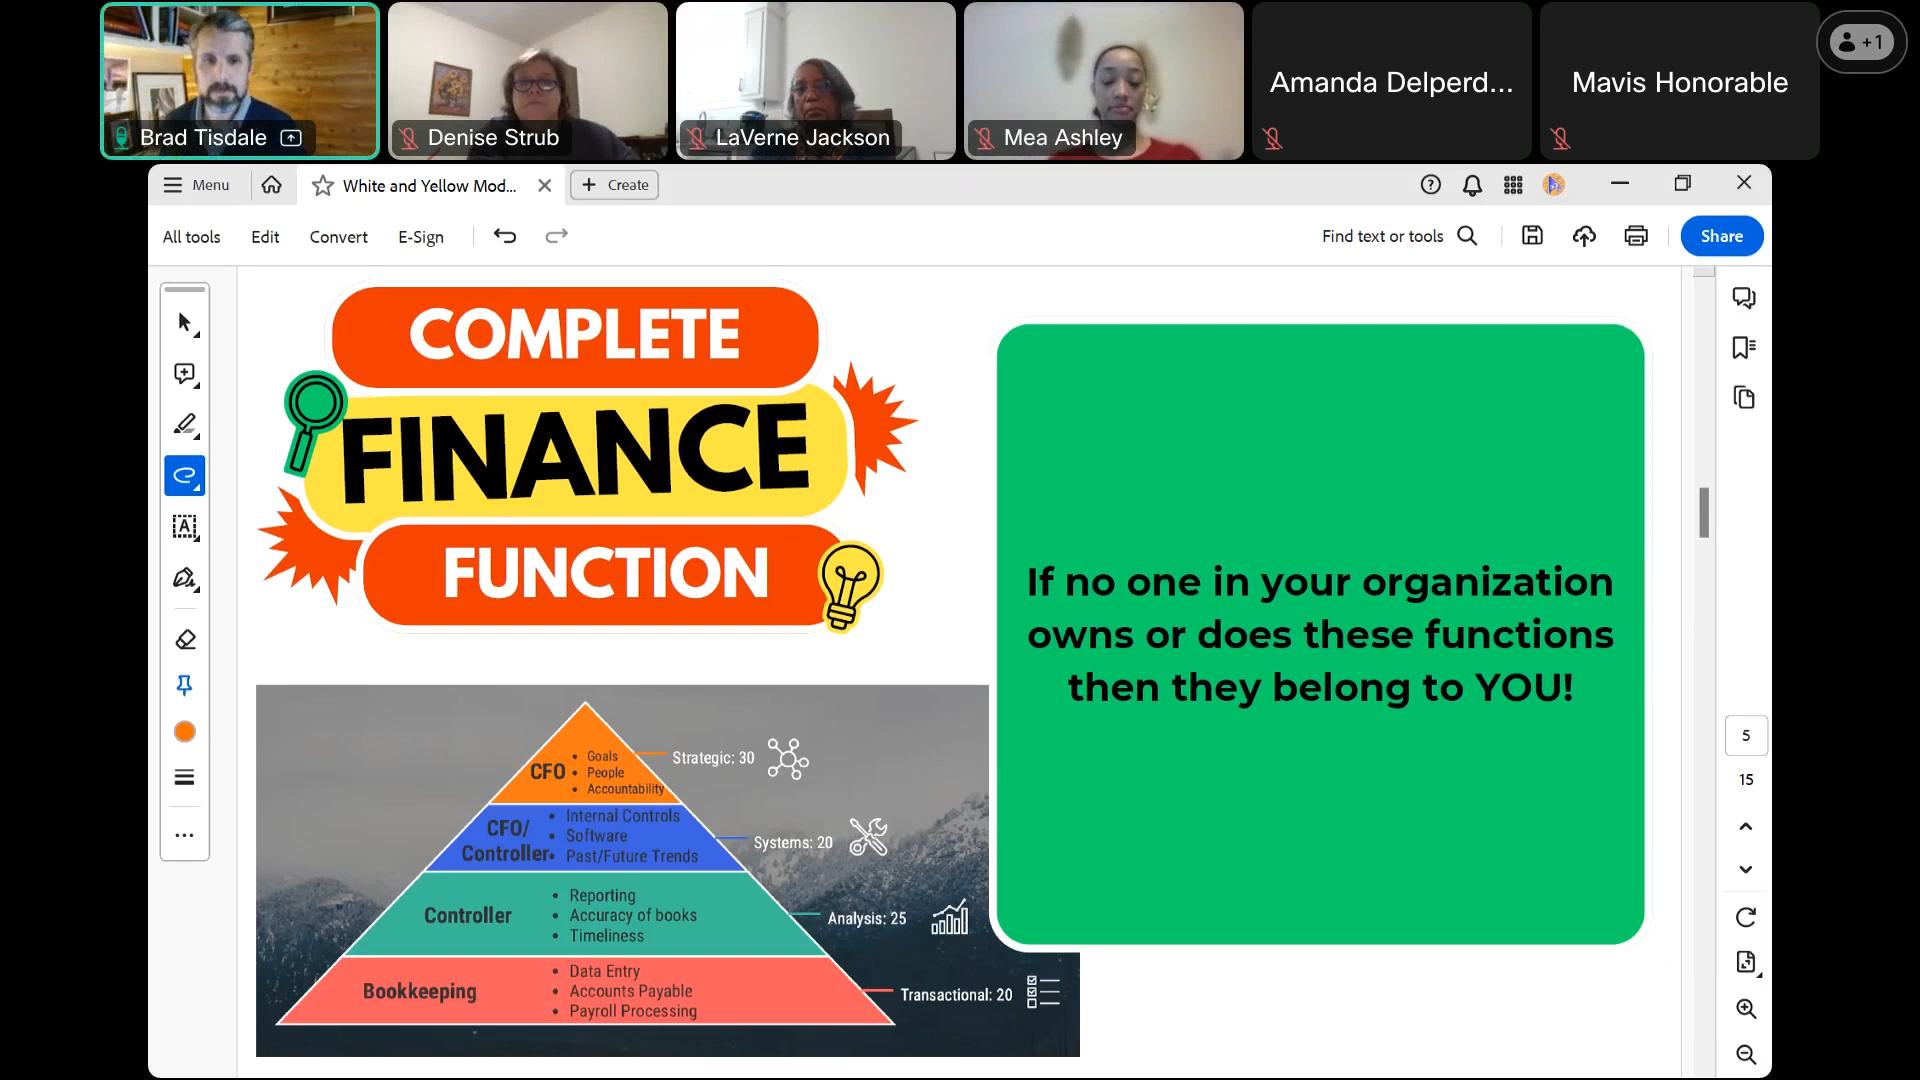 Brad Tisdale
Denise Strub
LaVerne Jackson
Mea Ashley
Amanda Delperd...
Mavis Honorable
+1
Menu
White and Yellow Mod...
Create
All tools
Edit
Convert
E-Sign
Find text or tools
Share
COMPLETE
FINANCE
FUNCTION
If no one in your organization
owns or does these functions
then they belong to YOU!
CFO
• Goals
• People
• Accountability
Strategic: 30
CFO/
Controller
• Internal Controls
• Software
• Past/Future Trends
Systems: 20
Controller
• Reporting
• Accuracy of books
• Timeliness
Analysis: 25
Bookkeeping
• Data Entry
• Accounts Payable
• Payroll Processing
Transactional: 20
5
15